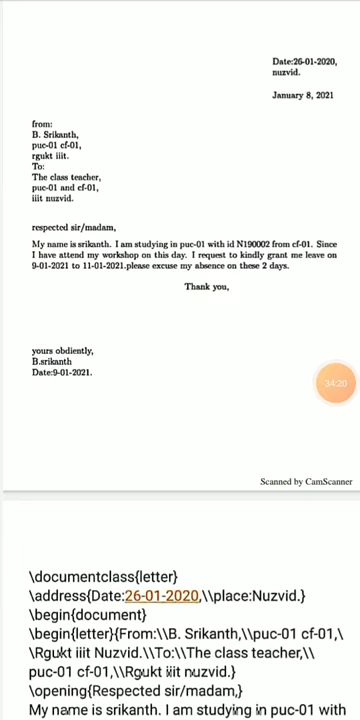 Date:26-01-2020,
nuzvid.
January 8, 2021
from:
B. Srikanth,
puc-01 cf-01,
rgukt iiit.
To:
The class teacher,
puc-01 and cf-01,
iiit nuzvid.
respected sir/madam,
My name is srikanth. I am studying in puc-01 with id N190002 from cf-01. Since
I have attend my workshop on this day. I request to kindly grant me leave on
9-01-2021 to 11-01-2021.please excuse my absence on these 2 days.
Thank you,
yours obdiently,
B.srikanth
Date:9-01-2021.
34:20
Scanned by CamScanner
\documentclass{letter}
\address{Date:26-01-2020,\\place:Nuzvid.}
\begin{document}
\begin{letter}{From:\\B. Srikanth,\\puc-01 cf-01,\
\Rgukt iiit Nuzvid.\\To:\\The class teacher,\\
puc-01 cf-01,\\Rgukt iiit nuzvid.}
\opening{Respected sir/madam,}
My name is srikanth. I am studing in puc-01 with